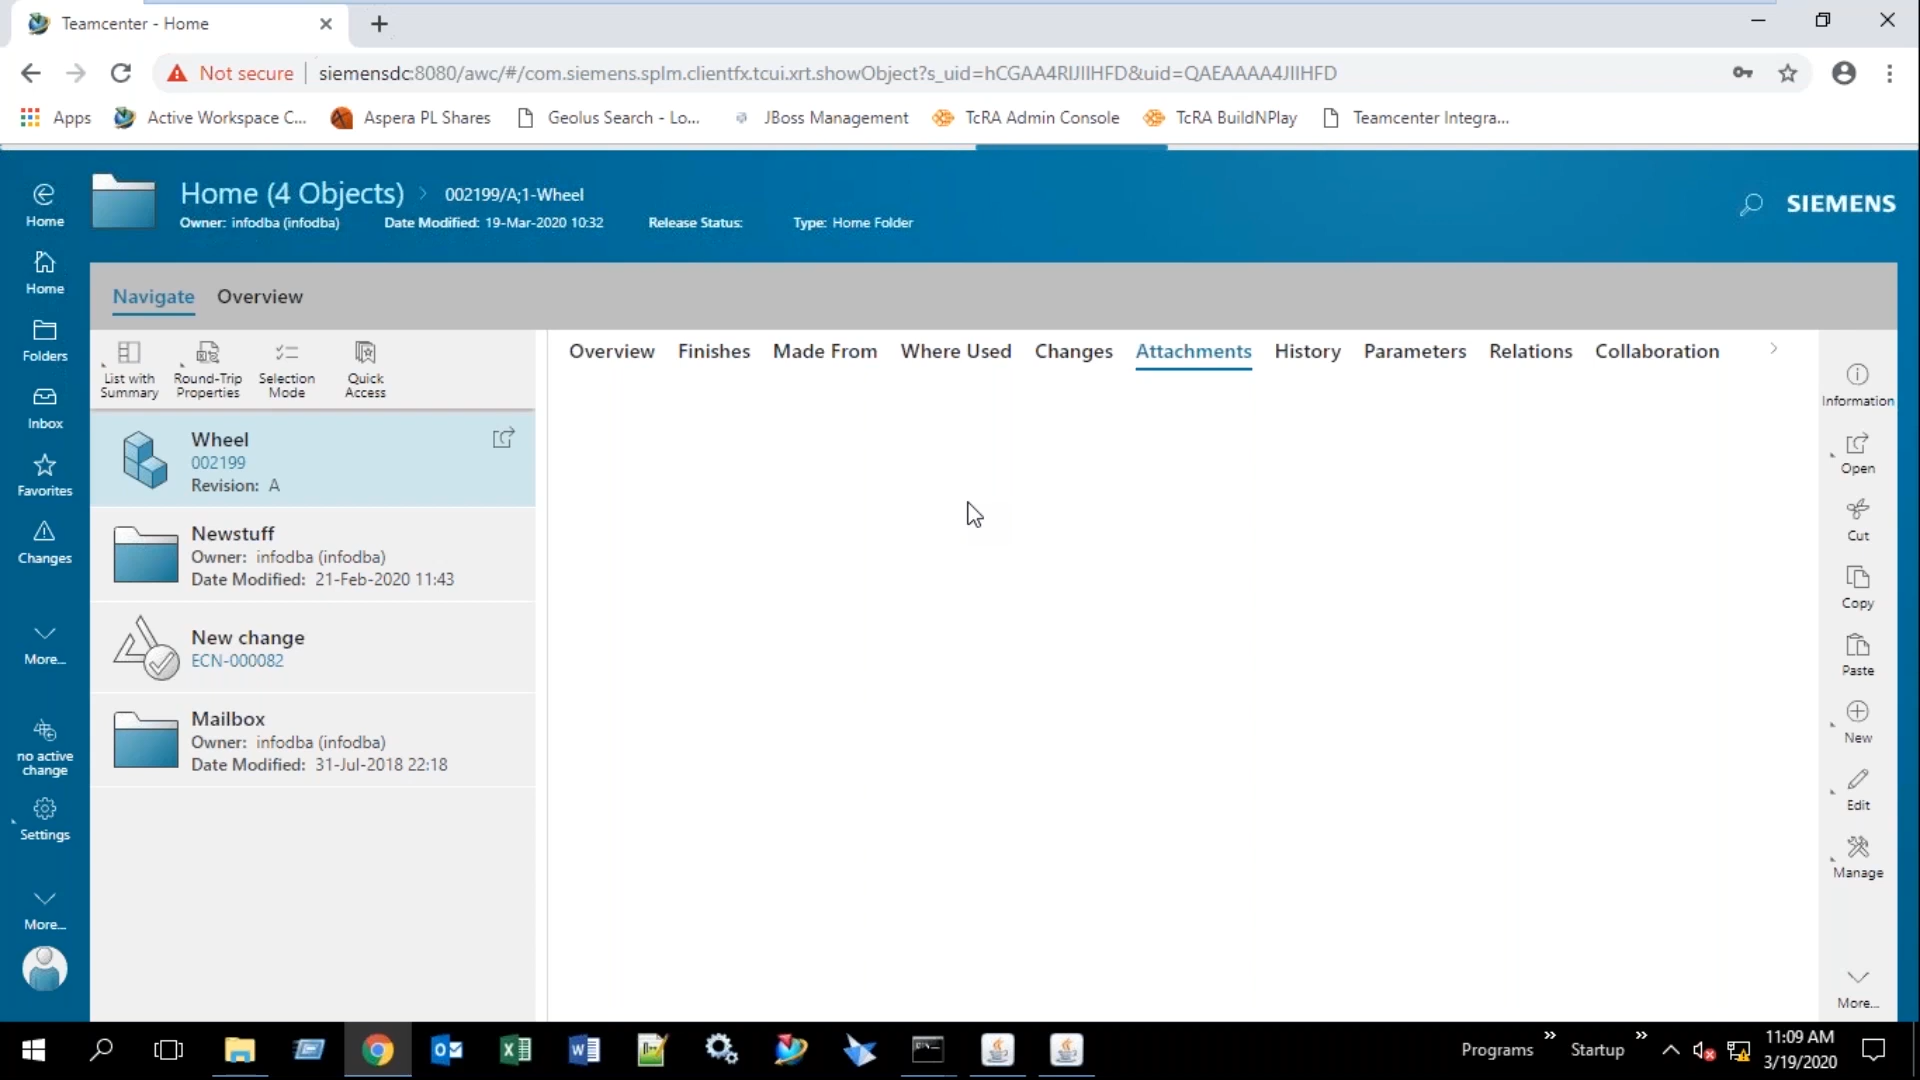 Teamcenter - Home
Not secure siemensdc:8080/awc/#/com.siemens.splm.clientfx.tcui.xrt.showObject?s_uid=hCGAA4RIJIIHFD&uid=QAEAAAA4JIIHFD
Apps Active Workspace C... Aspera PL Shares Geolus Search - Lo... JBoss Management TcRA Admin Console TcRA BuildNPlay Teamcenter Integra...
Home (4 Objects) 002199/A;1-Wheel
Owner: infodba (infodba) Date Modified: 19-Mar-2020 10:32 Release Status: Type: Home Folder
SIEMENS
Home
Home
Folders
Inbox
Favorites
Changes
More...
no active
change
Settings
More...
Navigate Overview
List with
Summary
Round-Trip
Properties
Selection
Mode
Quick
Access
Wheel
002199
Revision: A
Newstuff
Owner: infodba (infodba)
Date Modified: 21-Feb-2020 11:43
New change
ECN-000082
Mailbox
Owner: infodba (infodba)
Date Modified: 31-Jul-2018 22:18
Overview Finishes Made From Where Used Changes Attachments History Parameters Relations Collaboration
Information
Open
Cut
Copy
Paste
New
Edit
Manage
More...
Programs Startup
11:09 AM
3/19/2020